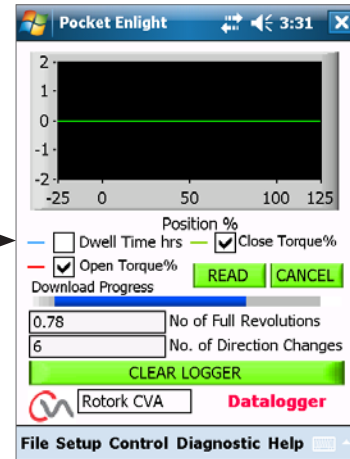 Pocket Enlight 3:31
2
1
0
-1
-2
-25 0 50 100 125
Position %
Dwell Time hrs Close Torque%
Open Torque% READ CANCEL
Download Progress
0.78 No of Full Revolutions
6 No. of Direction Changes
CLEAR LOGGER
Rotork CVA Datalogger
File Setup Control Diagnostic Help